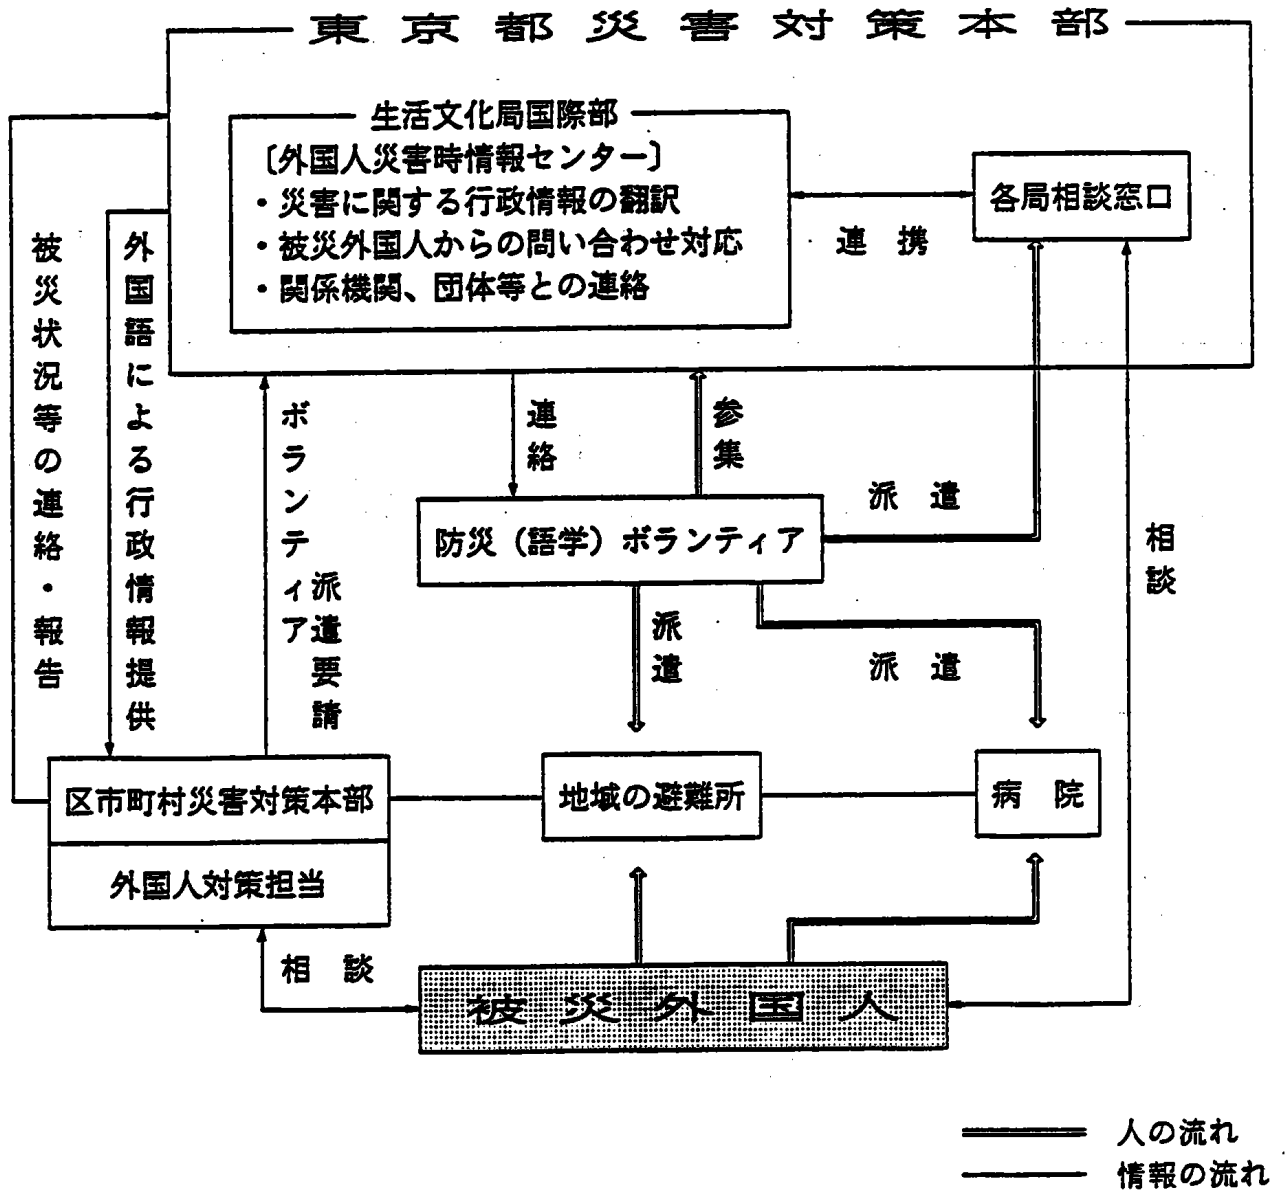 東京都災害対策本部
生活文化局国際部
〔外国人災害時情報センター〕
・災害に関する行政情報の翻訳
・被災外国人からの問い合わせ対応
・関係機関、団体等との連絡
各局相談窓口
連携
被災状況等の連絡・報告
外国語による行政情報提供
ボランティア
派遣要請
連絡
参集
派遣
防災（語学）ボランティア
派遣
派遣
相談
区市町村災害対策本部
外国人対策担当
地域の避難所
病院
相談
被災外国人
人の流れ
情報の流れ